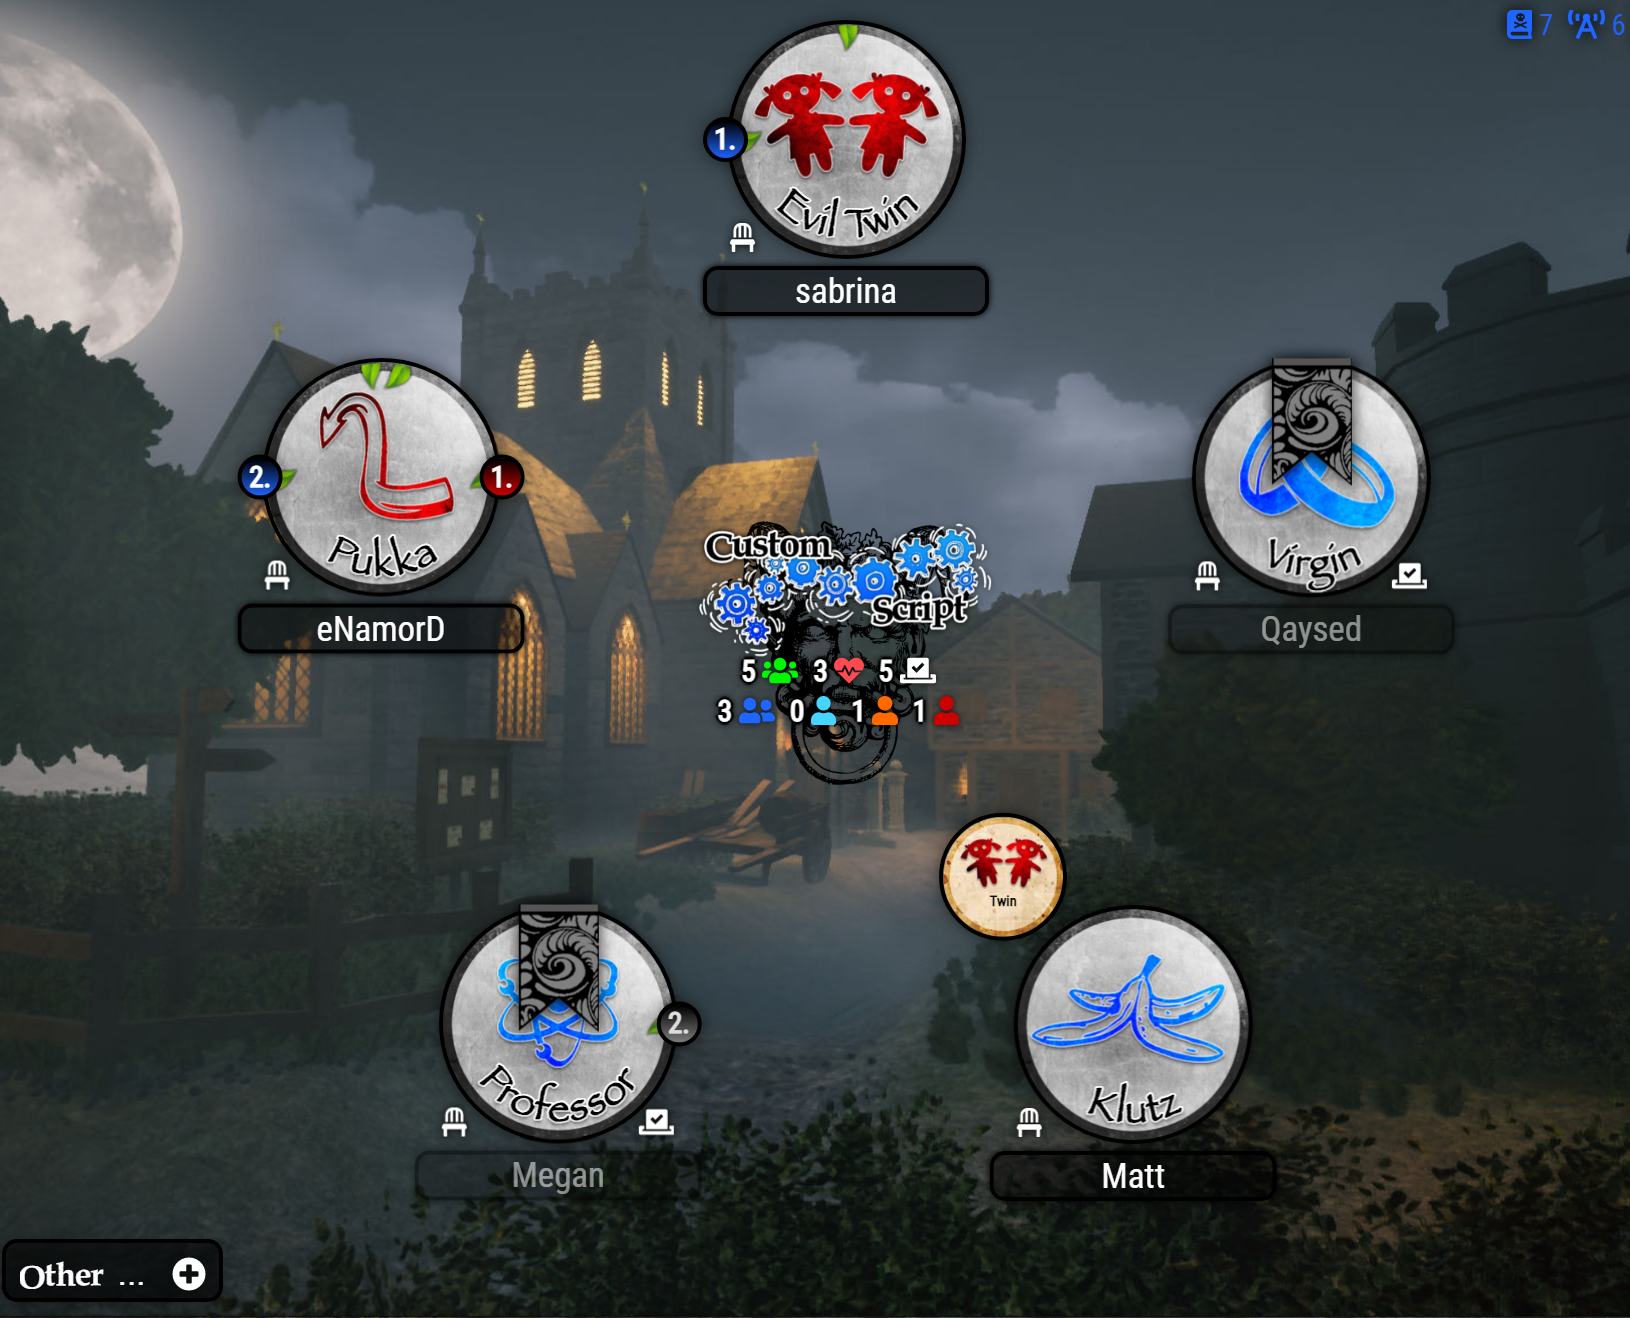 7 6
1.
Evil Twin
sabrina
2.
1.
Pukka
eNamorD
Virgin
Qaysed
Custom
Script
5 3 5
3 0 1 1
Twin
2.
Professor
Megan
Klutz
Matt
Other ...